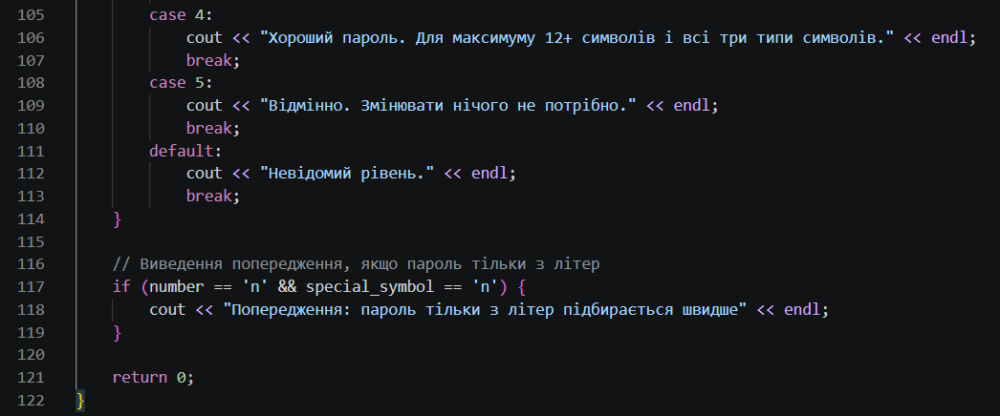 105 case 4:
106 cout << "Хороший пароль. Для максимуму 12+ символів і всі три типи символів." << endl;
107 break;
108 case 5:
109 cout << "Відмінно. Змінювати нічого не потрібно." << endl;
110 break;
111 default:
112 cout << "Невідомий рівень." << endl;
113 break;
114 }
115
116 // Виведення попередження, якщо пароль тільки з літер
117 if (number == 'n' && special_symbol == 'n') {
118 cout << "Попередження: пароль тільки з літер підбирається швидше" << endl;
119 }
120
121 return 0;
122 }